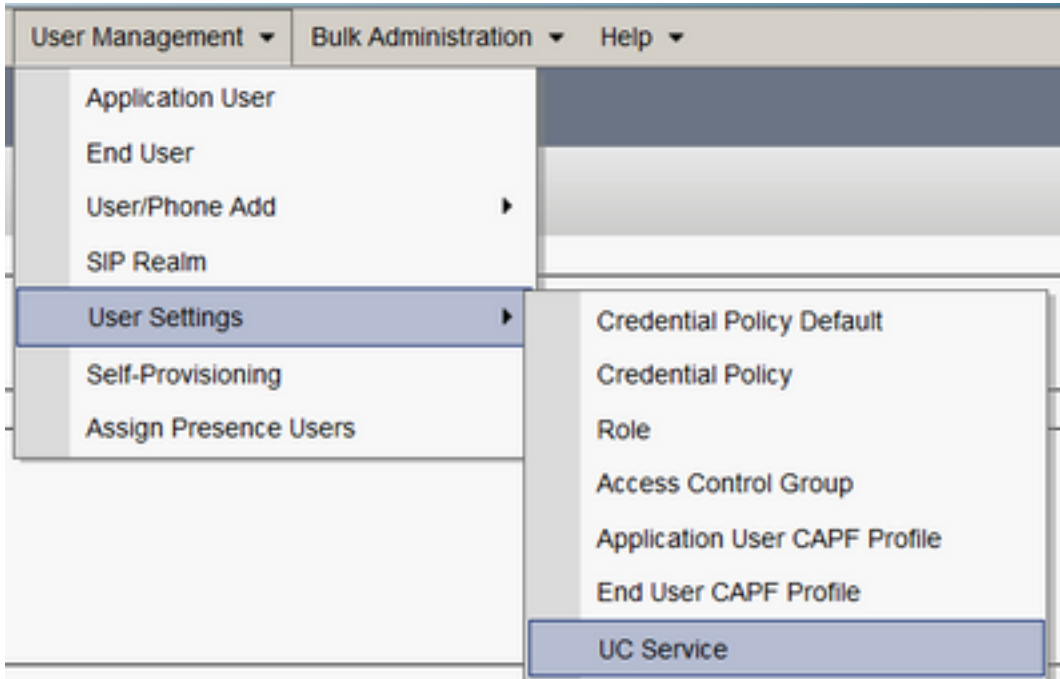 User Management Bulk Administration Help
Application User
End User
User/Phone Add
SIP Realm
User Settings
Self-Provisioning
Assign Presence Users
Credential Policy Default
Credential Policy
Role
Access Control Group
Application User CAPF Profile
End User CAPF Profile
UC Service